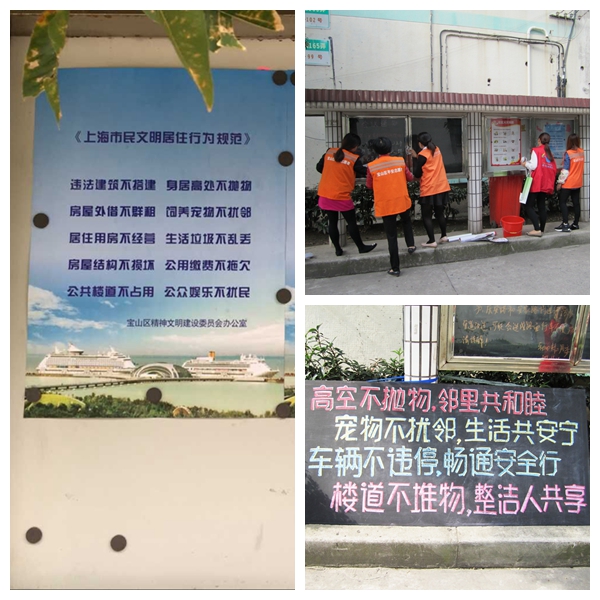 《上海市民文明居住行为规范》
违法建筑不搭建 身居高处不抛物
房屋外借不群租 饲养宠物不扰邻
居住用房不经营 生活垃圾不乱丢
房屋结构不损坏 公用缴费不拖欠
公共楼道不占用 公众娱乐不扰民
宝山区精神文明建设委员会办公室
165
高空不抛物,邻里共和睦
宠物不扰邻,生活共安宁
车辆不违停,畅通安全行
楼道不堆物,整洁人共享